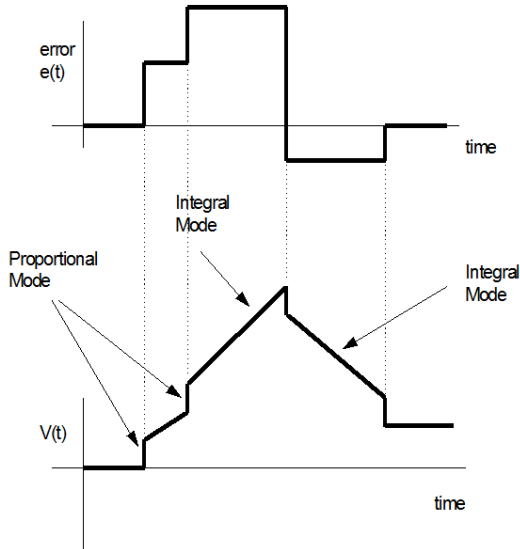 error
e(t)
time
Integral
Mode
Proportional
Mode
Integral
Mode
V(t)
time